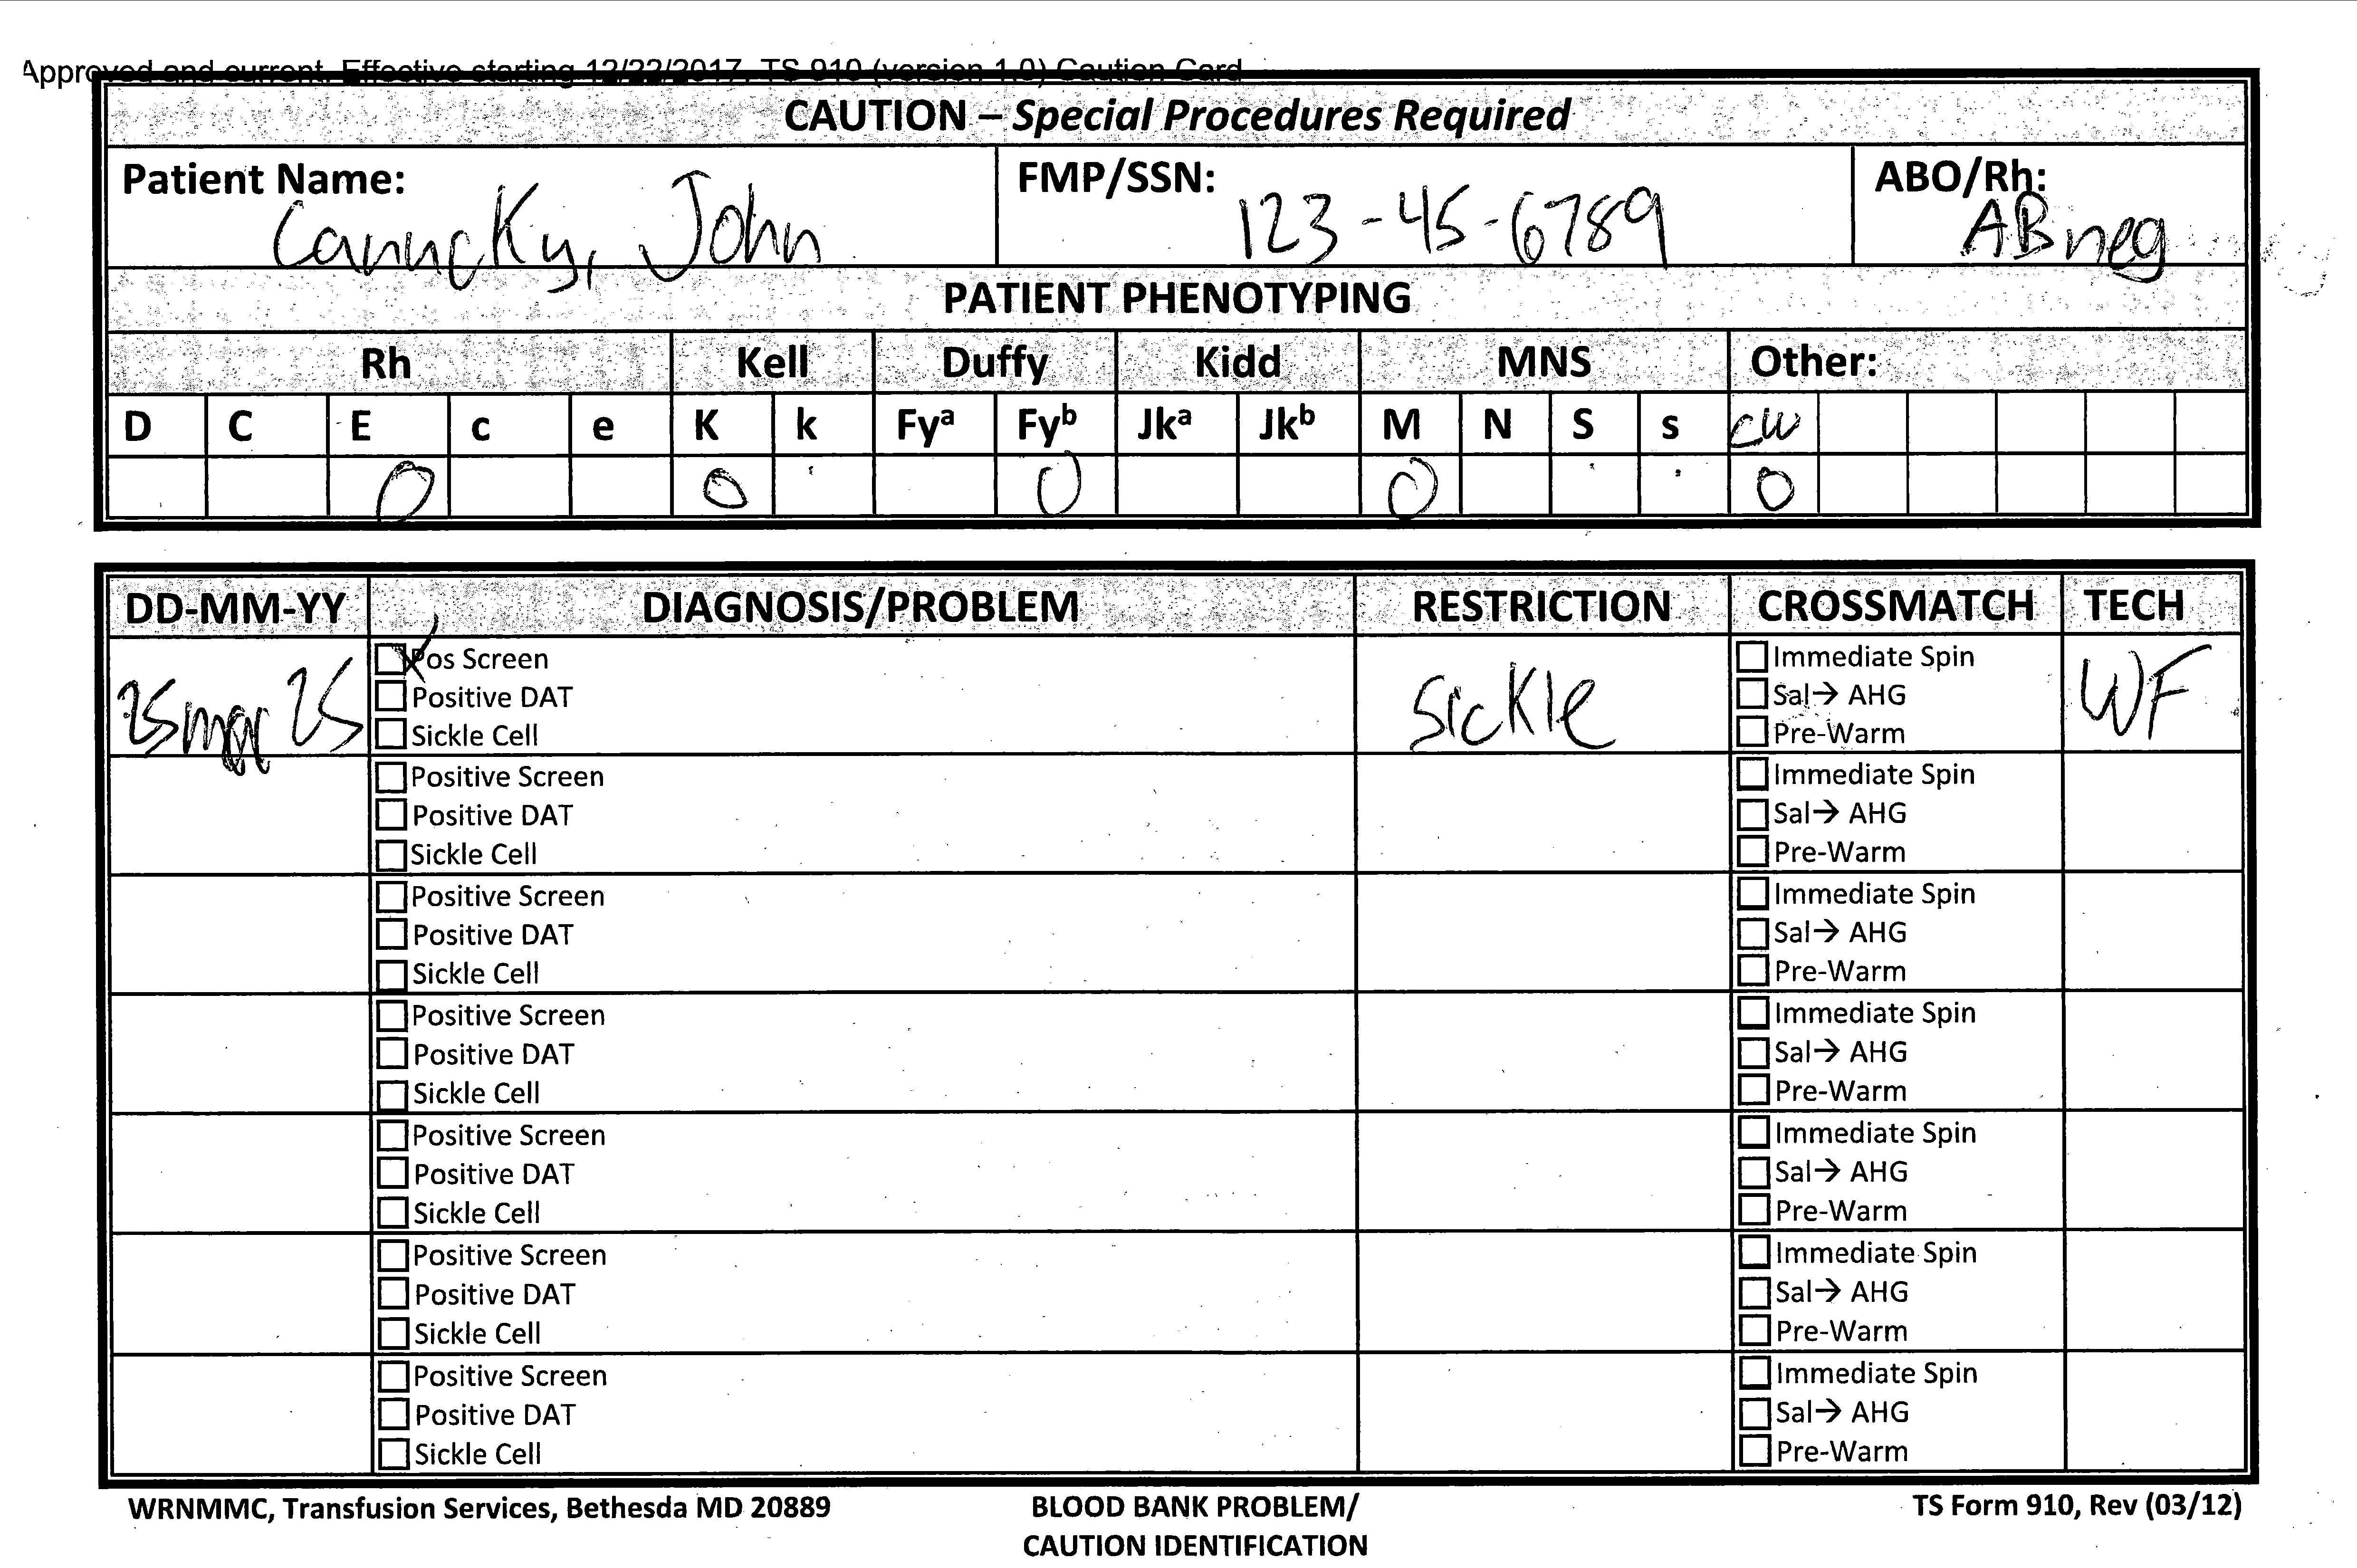 Approved and current. Effective starting 12/22/2017. TS 910 (version 1.0) Caution Card
CAUTION – Special Procedures Required
Patient Name: FMP/SSN: ABO/Rh:
Canucky, John 123-45-6789 AB neg
PATIENT PHENOTYPING
Rh Kell Duffy Kidd MNS Other:
D C E c e K k Fyᵃ Fyᵇ Jkᵃ Jkᵇ M N S s CW
0 0 0 0 0
DD-MM-YY DIAGNOSIS/PROBLEM RESTRICTION CROSSMATCH TECH
25 mar 25 Pos Screen Sickle Immediate Spin WF
Positive DAT Sal→ AHG
Sickle Cell Pre-Warm
Positive Screen Immediate Spin
Positive DAT Sal→ AHG
Sickle Cell Pre-Warm
Positive Screen Immediate Spin
Positive DAT Sal→ AHG
Sickle Cell Pre-Warm
Positive Screen Immediate Spin
Positive DAT Sal→ AHG
Sickle Cell Pre-Warm
Positive Screen Immediate Spin
Positive DAT Sal→ AHG
Sickle Cell Pre-Warm
Positive Screen Immediate Spin
Positive DAT Sal→ AHG
Sickle Cell Pre-Warm
Positive Screen Immediate Spin
Positive DAT Sal→ AHG
Sickle Cell Pre-Warm
WRNMMC, Transfusion Services, Bethesda MD 20889 BLOOD BANK PROBLEM/ TS Form 910, Rev (03/12)
CAUTION IDENTIFICATION